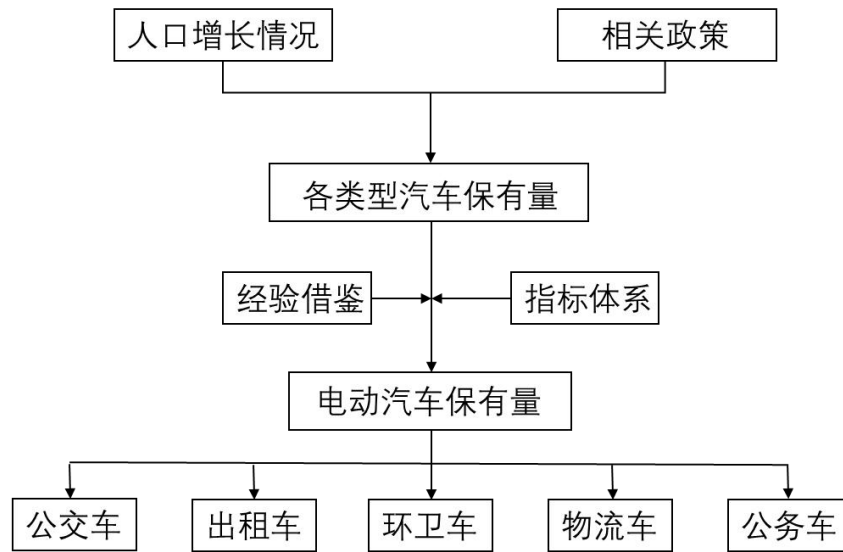 人口增长情况
相关政策
各类型汽车保有量
经验借鉴
指标体系
电动汽车保有量
公交车
出租车
环卫车
物流车
公务车